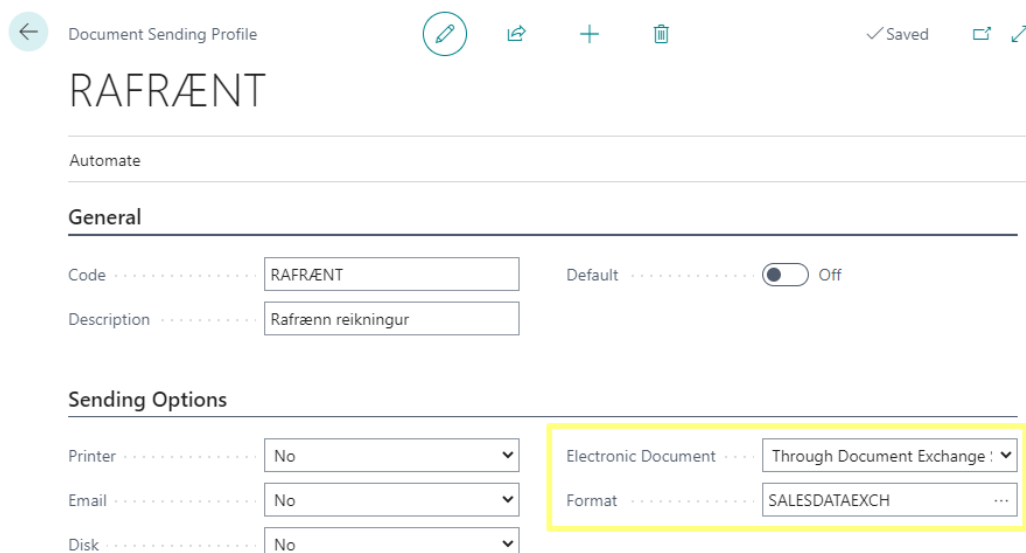 Document Sending Profile
Saved
RAFRÆNT
Automate
General
Code RAFRÆNT Default Off
Description Rafrænn reikningur
Sending Options
Printer No Electronic Document Through Document Exchange
Email No Format SALESDATAEXCH ...
Disk No